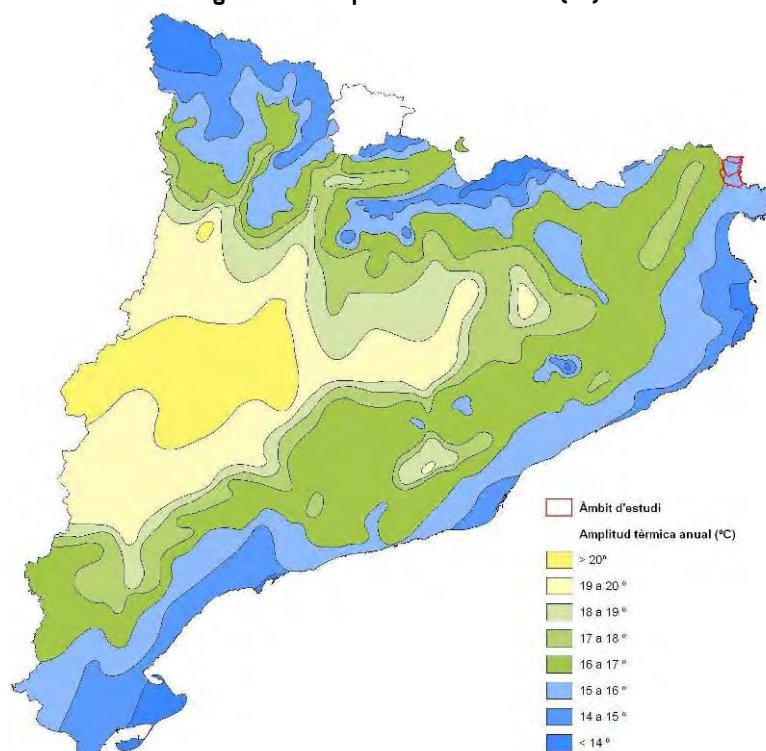 Àmbit d'estudi
Amplitud tèrmica anual (ºC)
> 20º
19 a 20 º
18 a 19º
17 a 18 º
16 a 17 º
15 a 16 º
14 a 15 º
< 14 º